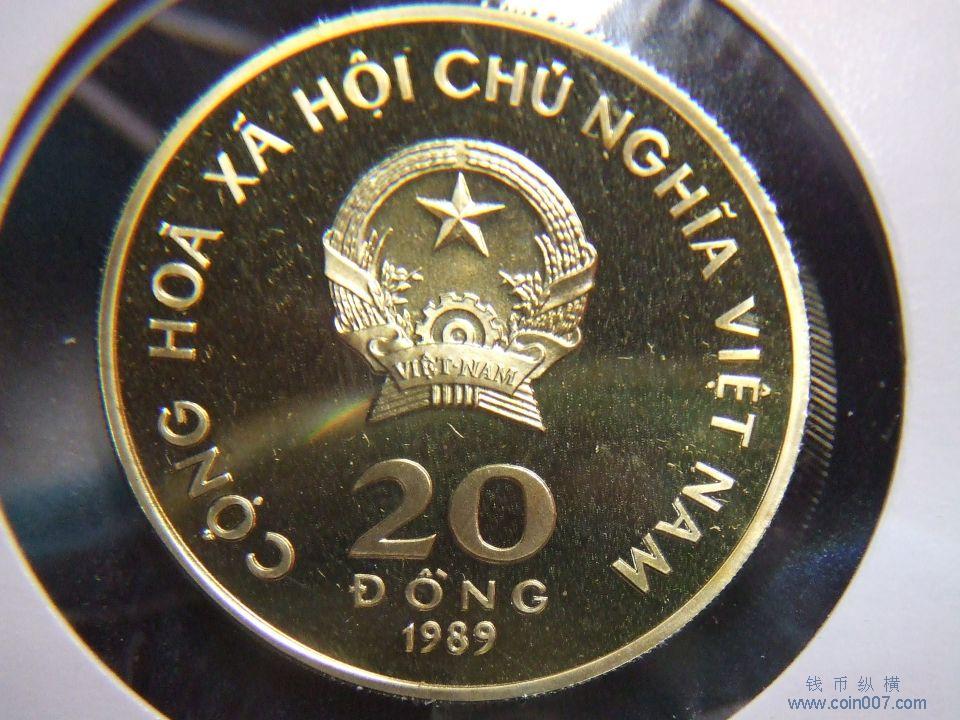 CỘNG HOÀ XÃ HỘI CHỦ NGHĨA VIỆT NAM
VIỆT·NAM
20
ĐỒNG
1989
钱币纵横
www.coin007.com